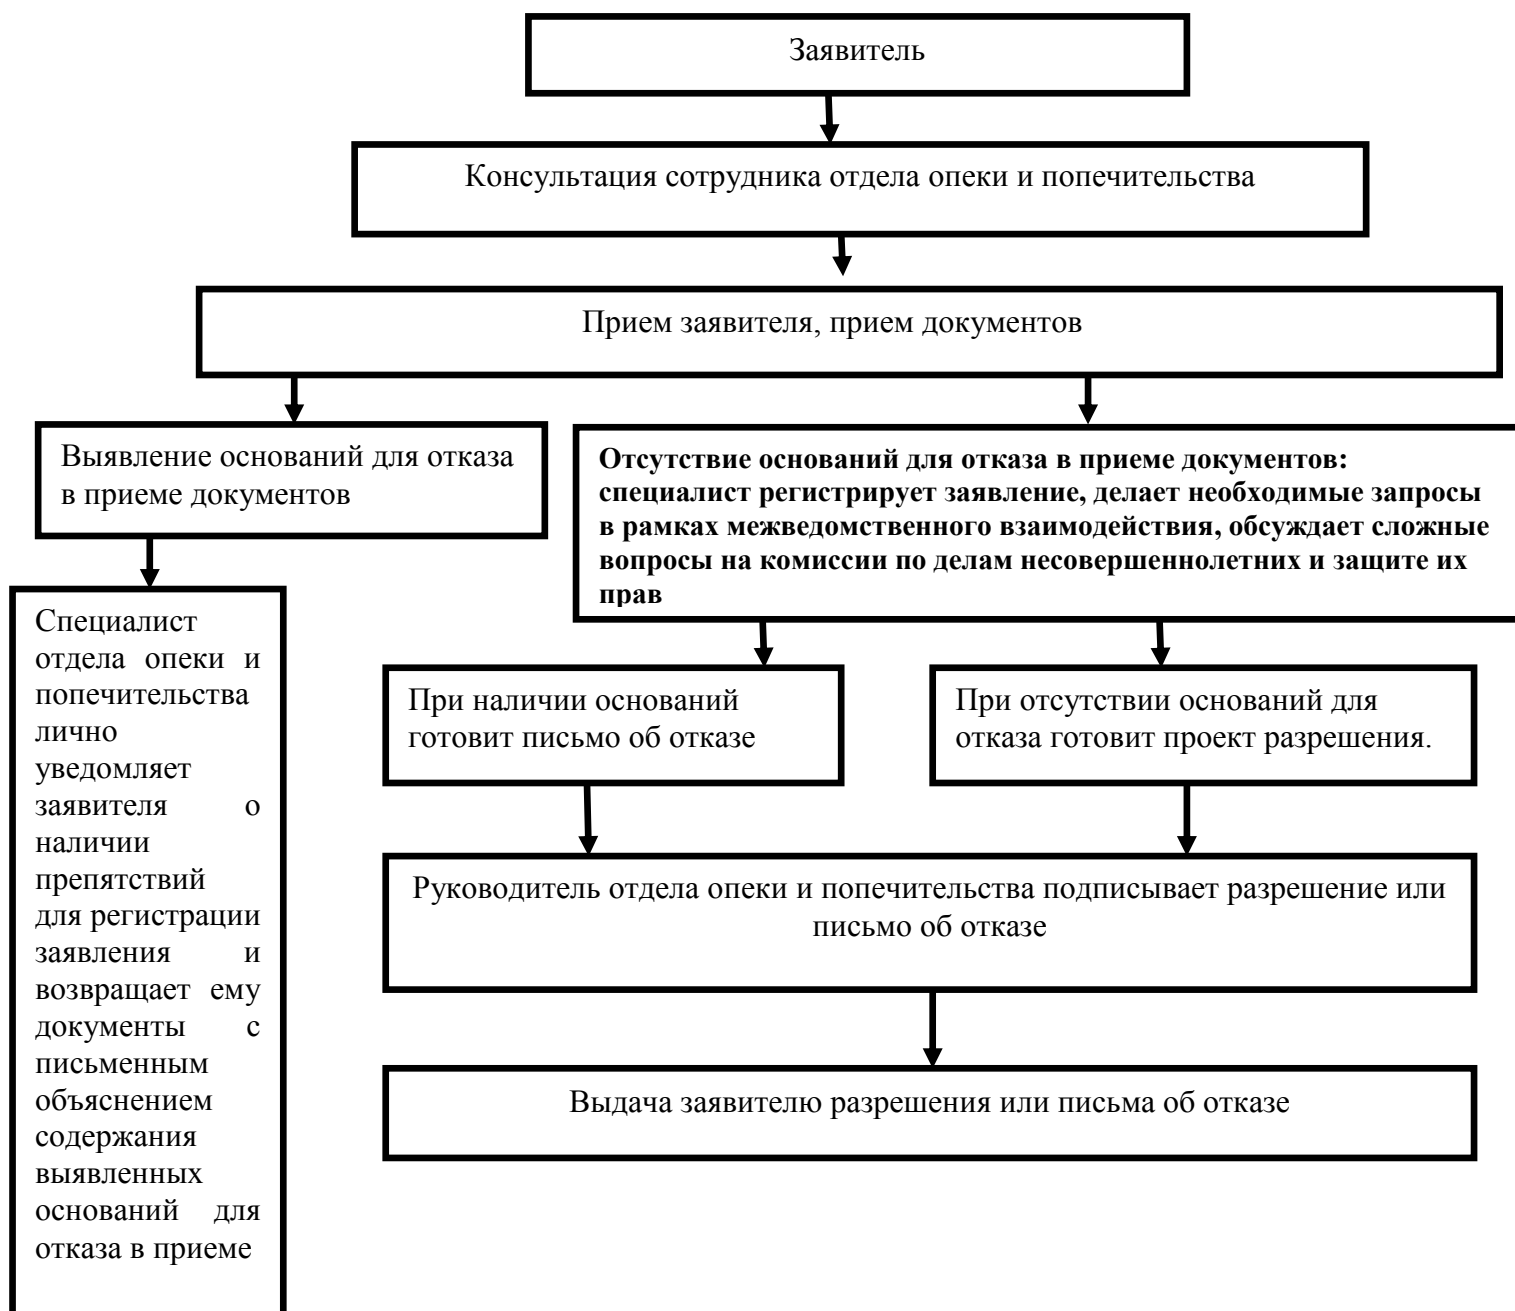 Заявитель
Консультация сотрудника отдела опеки и попечительства
Прием заявителя, прием документов
Выявление оснований для отказа
в приеме документов
Отсутствие оснований для отказа в приеме документов:
специалист регистрирует заявление, делает необходимые запросы
в рамках межведомственного взаимодействия, обсуждает сложные
вопросы на комиссии по делам несовершеннолетних и защите их
прав
Специалист
отдела опеки и
попечительства
лично
уведомляет
заявителя о
наличии
препятствий
для регистрации
заявления и
возвращает ему
документы с
письменным
объяснением
содержания
выявленных
оснований для
отказа в приеме
При наличии оснований
готовит письмо об отказе
При отсутствии оснований для
отказа готовит проект разрешения.
Руководитель отдела опеки и попечительства подписывает разрешение или
письмо об отказе
Выдача заявителю разрешения или письма об отказе